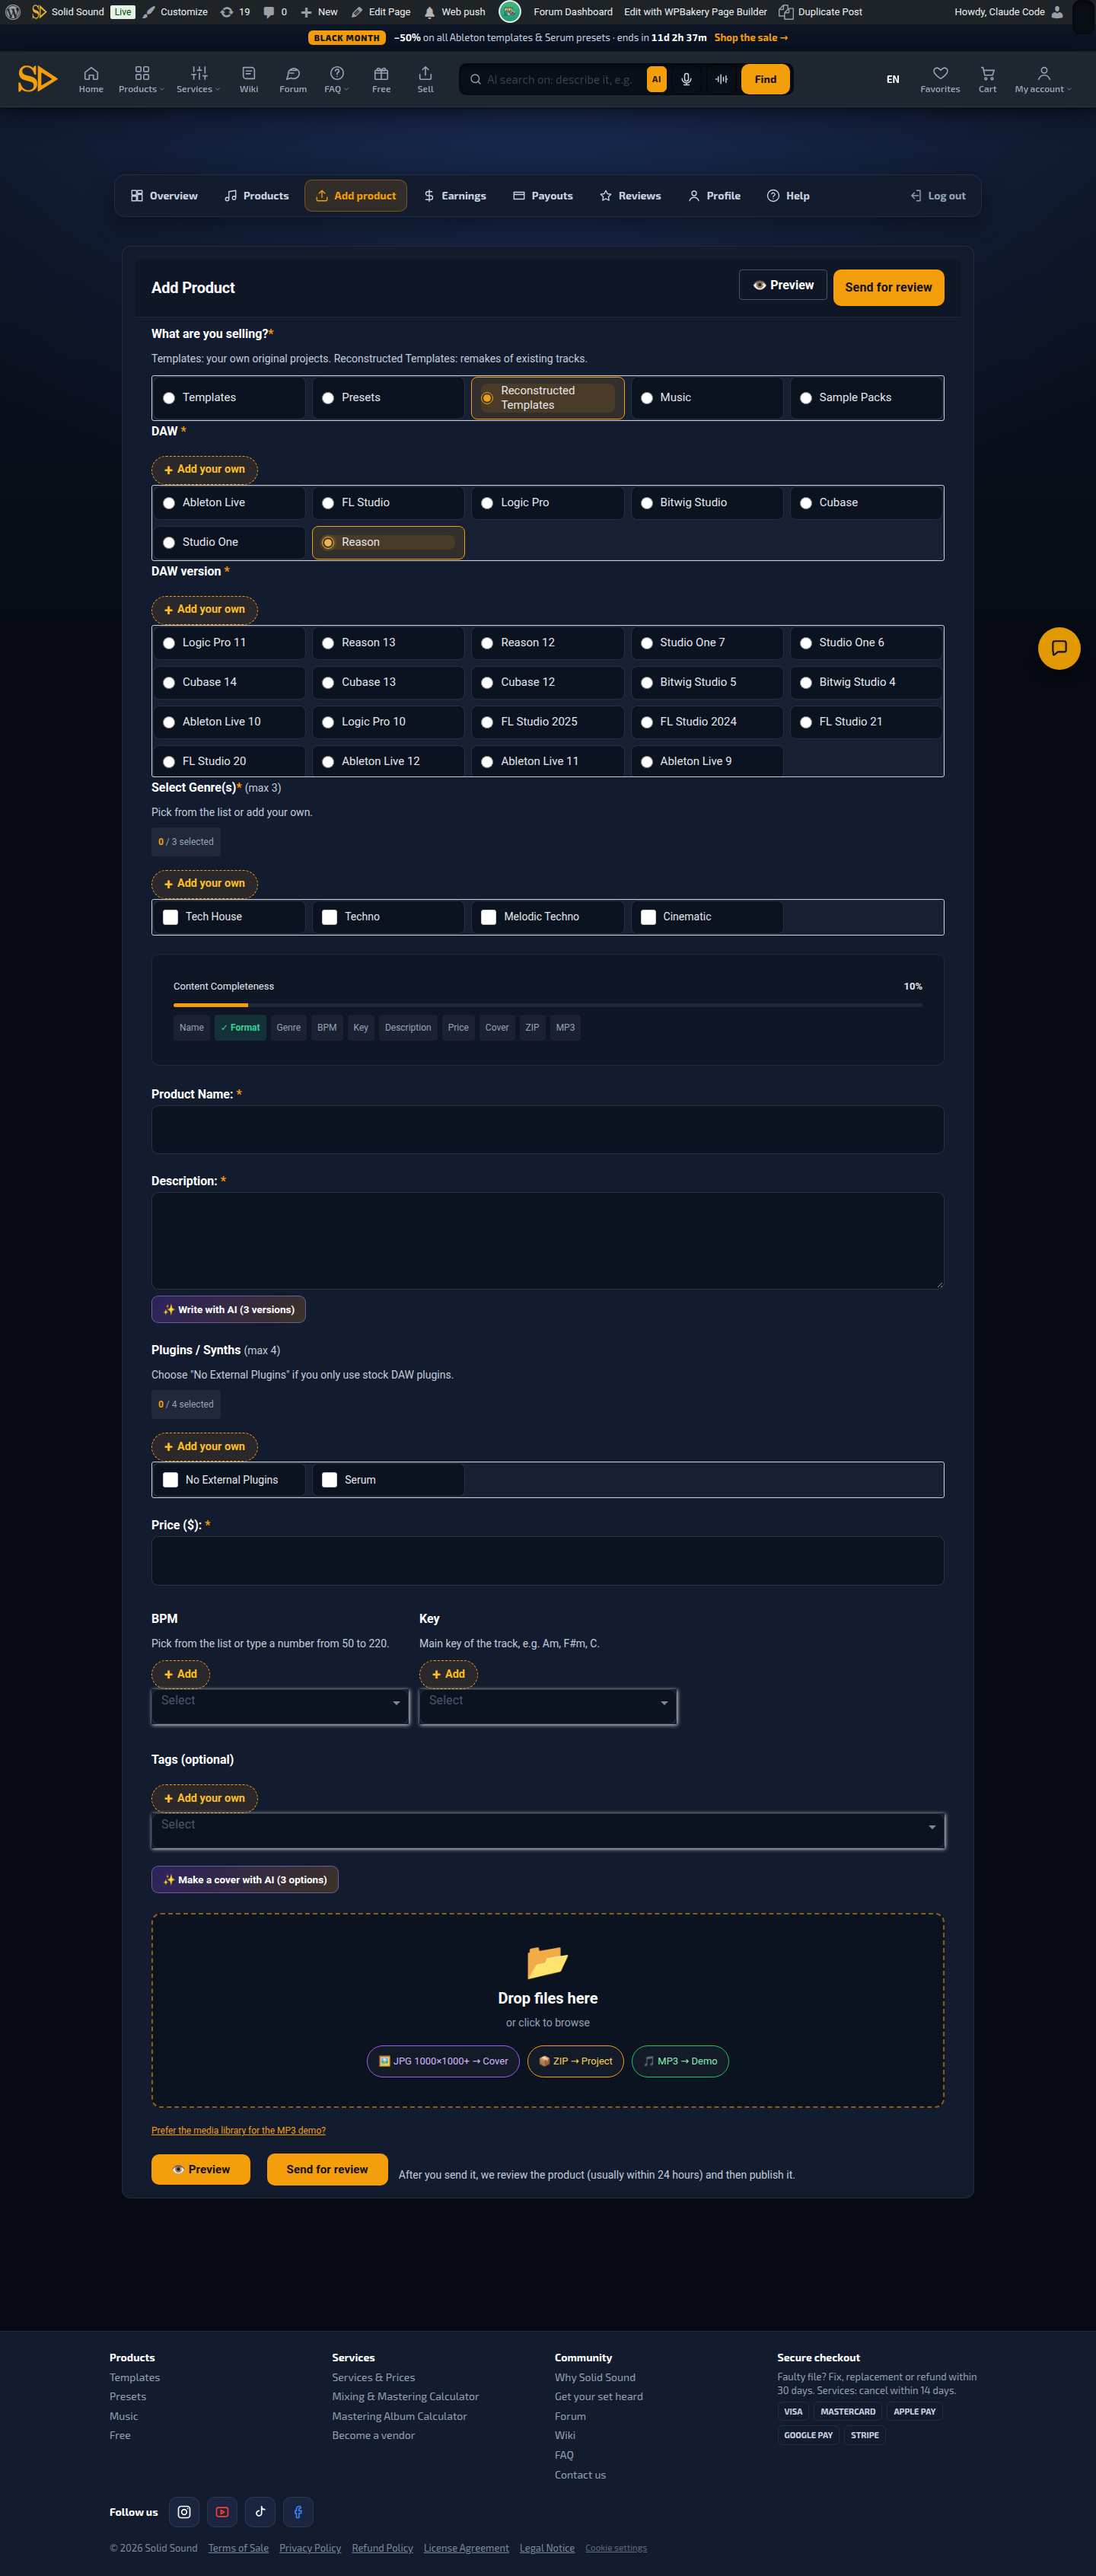 Solid Sound Live Customize 19 0 New Edit Page Web push Forum Dashboard Edit with WPBakery Page Builder Duplicate Post Howdy, Claude Code
BLACK MONTH −50% on all Ableton templates & Serum presets · ends in 11d 2h 37m Shop the sale →
Home Products Services Wiki Forum FAQ Free Sell AI search on: describe it, e.g. AI Find EN Favorites Cart My account
Overview Products Add product Earnings Payouts Reviews Profile Help Log out
Add Product Preview Send for review
What are you selling?*
Templates: your own original projects. Reconstructed Templates: remakes of existing tracks.
Templates Presets Reconstructed Templates Music Sample Packs
DAW *
+ Add your own
Ableton Live FL Studio Logic Pro Bitwig Studio Cubase
Studio One Reason
DAW version *
+ Add your own
Logic Pro 11 Reason 13 Reason 12 Studio One 7 Studio One 6
Cubase 14 Cubase 13 Cubase 12 Bitwig Studio 5 Bitwig Studio 4
Ableton Live 10 Logic Pro 10 FL Studio 2025 FL Studio 2024 FL Studio 21
FL Studio 20 Ableton Live 12 Ableton Live 11 Ableton Live 9
Select Genre(s)* (max 3)
Pick from the list or add your own.
0 / 3 selected
+ Add your own
Tech House Techno Melodic Techno Cinematic
Content Completeness 10%
Name ✓ Format Genre BPM Key Description Price Cover ZIP MP3
Product Name: *
Description: *
✨ Write with AI (3 versions)
Plugins / Synths (max 4)
Choose "No External Plugins" if you only use stock DAW plugins.
0 / 4 selected
+ Add your own
No External Plugins Serum
Price ($): *
BPM Key
Pick from the list or type a number from 50 to 220. Main key of the track, e.g. Am, F#m, C.
+ Add + Add
Select Select
Tags (optional)
+ Add your own
Select
✨ Make a cover with AI (3 options)
Drop files here
or click to browse
JPG 1000×1000+ → Cover ZIP → Project MP3 → Demo
Prefer the media library for the MP3 demo?
Preview Send for review After you send it, we review the product (usually within 24 hours) and then publish it.
Products Services Community Secure checkout
Templates Services & Prices Why Solid Sound Faulty file? Fix, replacement or refund within
Presets Mixing & Mastering Calculator Get your set heard 30 days. Services: cancel within 14 days.
Music Mastering Album Calculator Forum VISA MASTERCARD APPLE PAY
Free Become a vendor Wiki GOOGLE PAY STRIPE
FAQ
Contact us
Follow us
© 2026 Solid Sound Terms of Sale Privacy Policy Refund Policy License Agreement Legal Notice Cookie settings